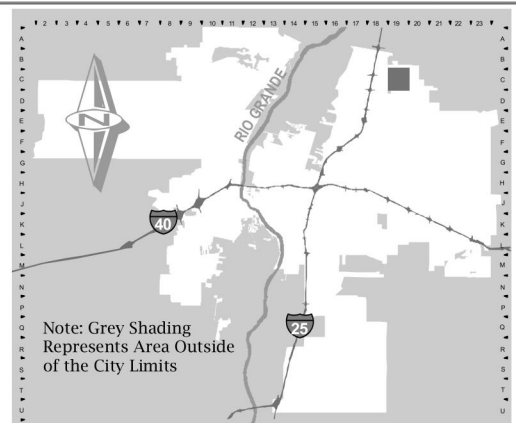 2 3 4 5 6 7 8 9 10 11 12 13 14 15 16 17 18 19 20 21 22 23
A A
B B
C C
D D
E E
F F
G G
H H
J J
K K
L L
M M
N N
P P
Q Q
R R
S S
T T
U U
N
RIO GRANDE
40
25
Note: Grey Shading
Represents Area Outside
of the City Limits